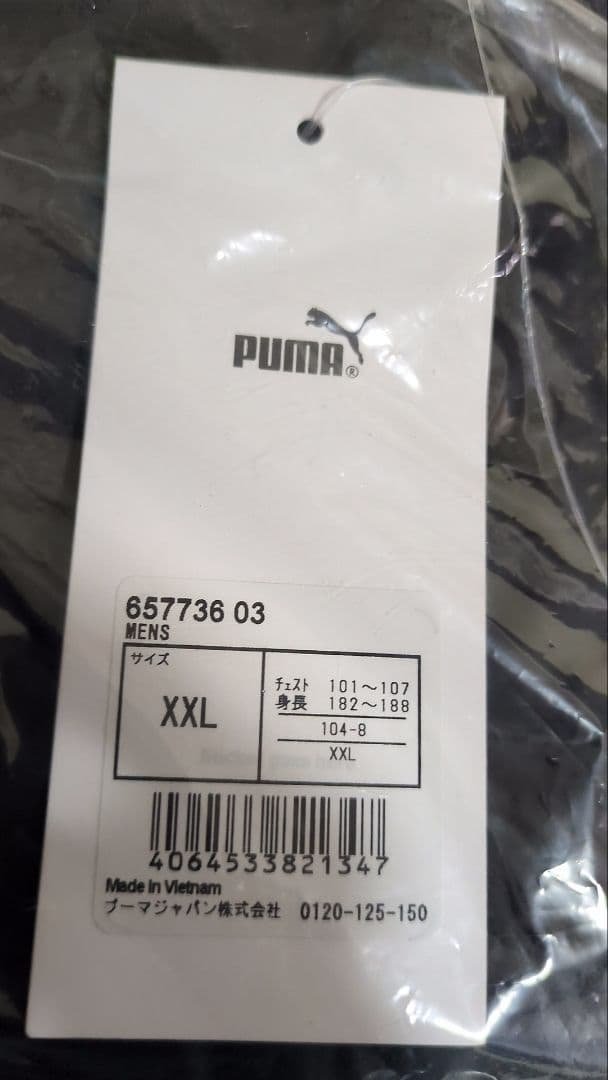 PUMA®
657736 03
MENS
サイズ
XXL
チェスト 101～107
身長 182～188
104-8
XXL
4064533821347
Made in Vietnam
プーマジャパン株式会社 0120-125-150